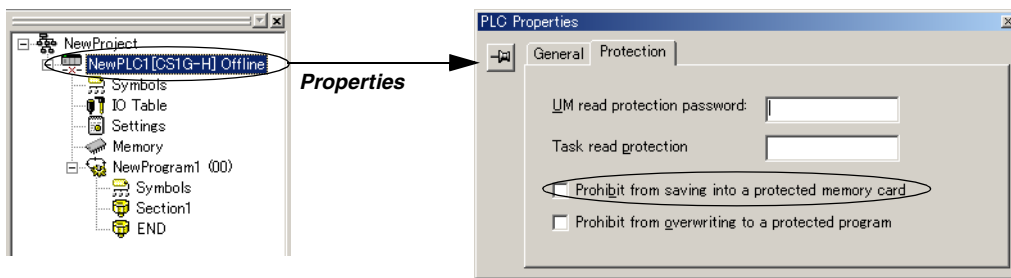 NewProject
NewPLC1[CS1G-H] Offline
Symbols
IO Table
Settings
Memory
NewProgram1 (00)
Symbols
Section1
END
Properties
PLC Properties
General
Protection
UM read protection password:
Task read protection
Prohibit from saving into a protected memory card
Prohibit from overwriting to a protected program